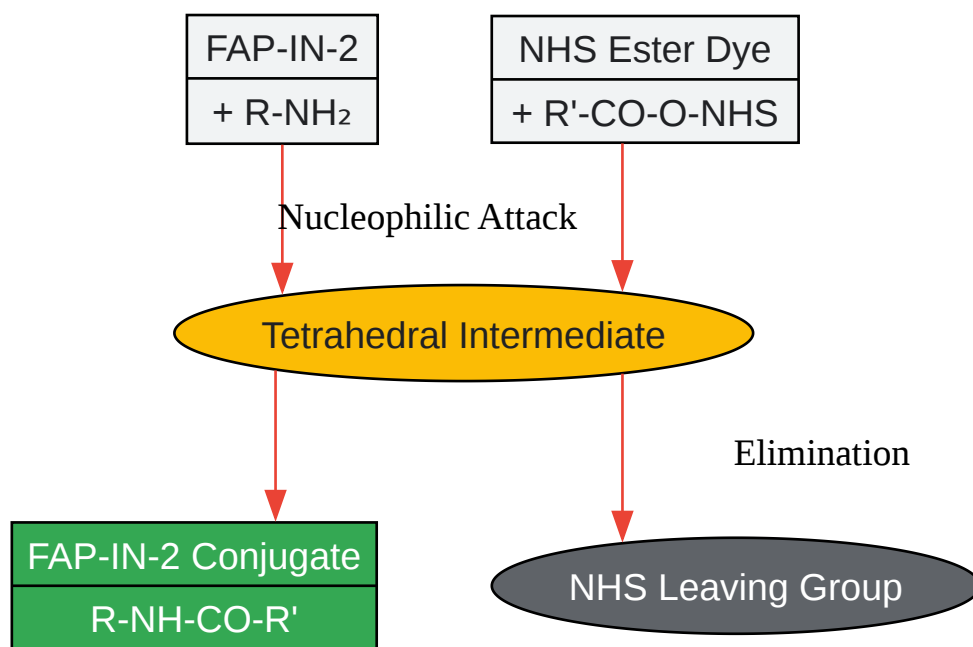 FAP-IN-2
+ R-NH₂
NHS Ester Dye
+ R'-CO-O-NHS
Nucleophilic Attack
Tetrahedral Intermediate
Elimination
FAP-IN-2 Conjugate
R-NH-CO-R'
NHS Leaving Group